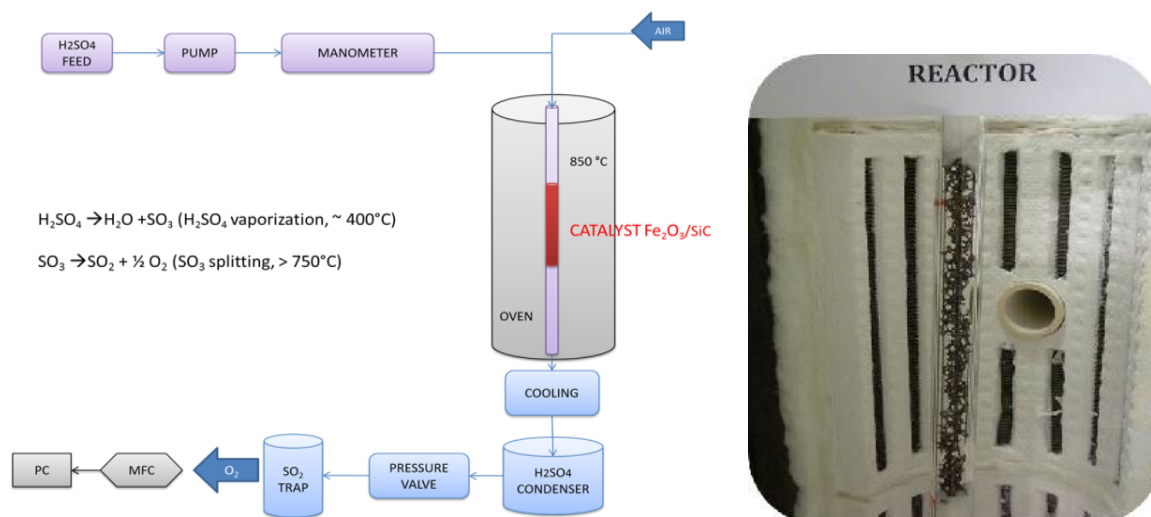 H2SO4
FEED
PUMP
MANOMETER
AIR
REACTOR
850 °C
H₂SO₄ →H₂O +SO₃ (H₂SO₄ vaporization, ~ 400°C)
CATALYST Fe₂O₃/SiC
SO₃ →SO₂ + ½ O₂ (SO₃ splitting, > 750°C)
OVEN
COOLING
PC
MFC
O₂
SO₂
TRAP
PRESSURE
VALVE
H2SO4
CONDENSER